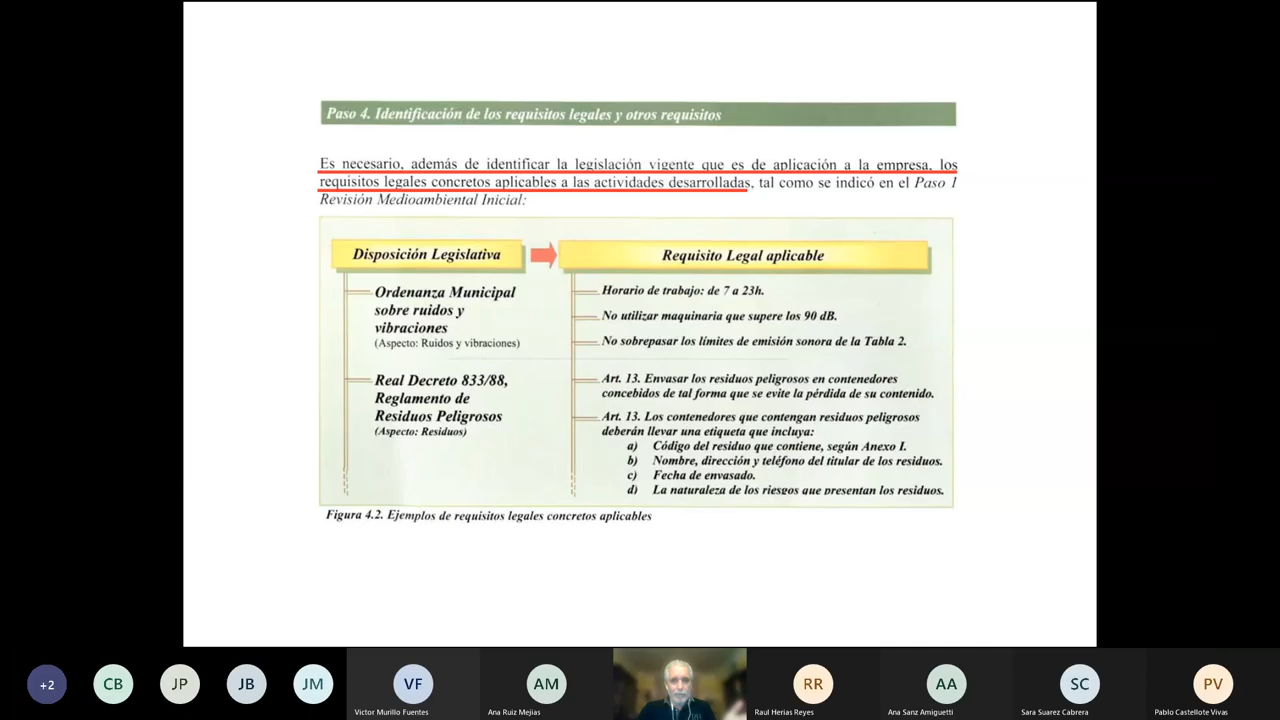 Paso 4. Identificación de los requisitos legales y otros requisitos
Es necesario, además de identificar la legislación vigente que es de aplicación a la empresa, los
requisitos legales concretos aplicables a las actividades desarrolladas, tal como se indicó en el Paso 1
Revisión Medioambiental Inicial:
Disposición Legislativa
Requisito Legal aplicable
Ordenanza Municipal
sobre ruidos y
vibraciones
(Aspecto: Ruidos y vibraciones)
Horario de trabajo: de 7 a 23h.
No utilizar maquinaria que supere los 90 dB.
No sobrepasar los límites de emisión sonora de la Tabla 2.
Real Decreto 833/88,
Reglamento de
Residuos Peligrosos
(Aspecto: Residuos)
Art. 13. Envasar los residuos peligrosos en contenedores
concebidos de tal forma que se evite la pérdida de su contenido.
Art. 13. Los contenedores que contengan residuos peligrosos
deberán llevar una etiqueta que incluya:
a) Código del residuo que contiene, según Anexo I.
b) Nombre, dirección y teléfono del titular de los residuos.
c) Fecha de envasado.
d) La naturaleza de los riesgos que presentan los residuos.
Figura 4.2. Ejemplos de requisitos legales concretos aplicables
+2
CB
JP
JB
JM
VF
AM
RR
AA
SC
PV
Victor Murillo Fuentes
Ana Ruiz Mejias
Raul Herias Reyes
Ana Sanz Amiguetti
Sara Suarez Cabrera
Pablo Castellote Vivas